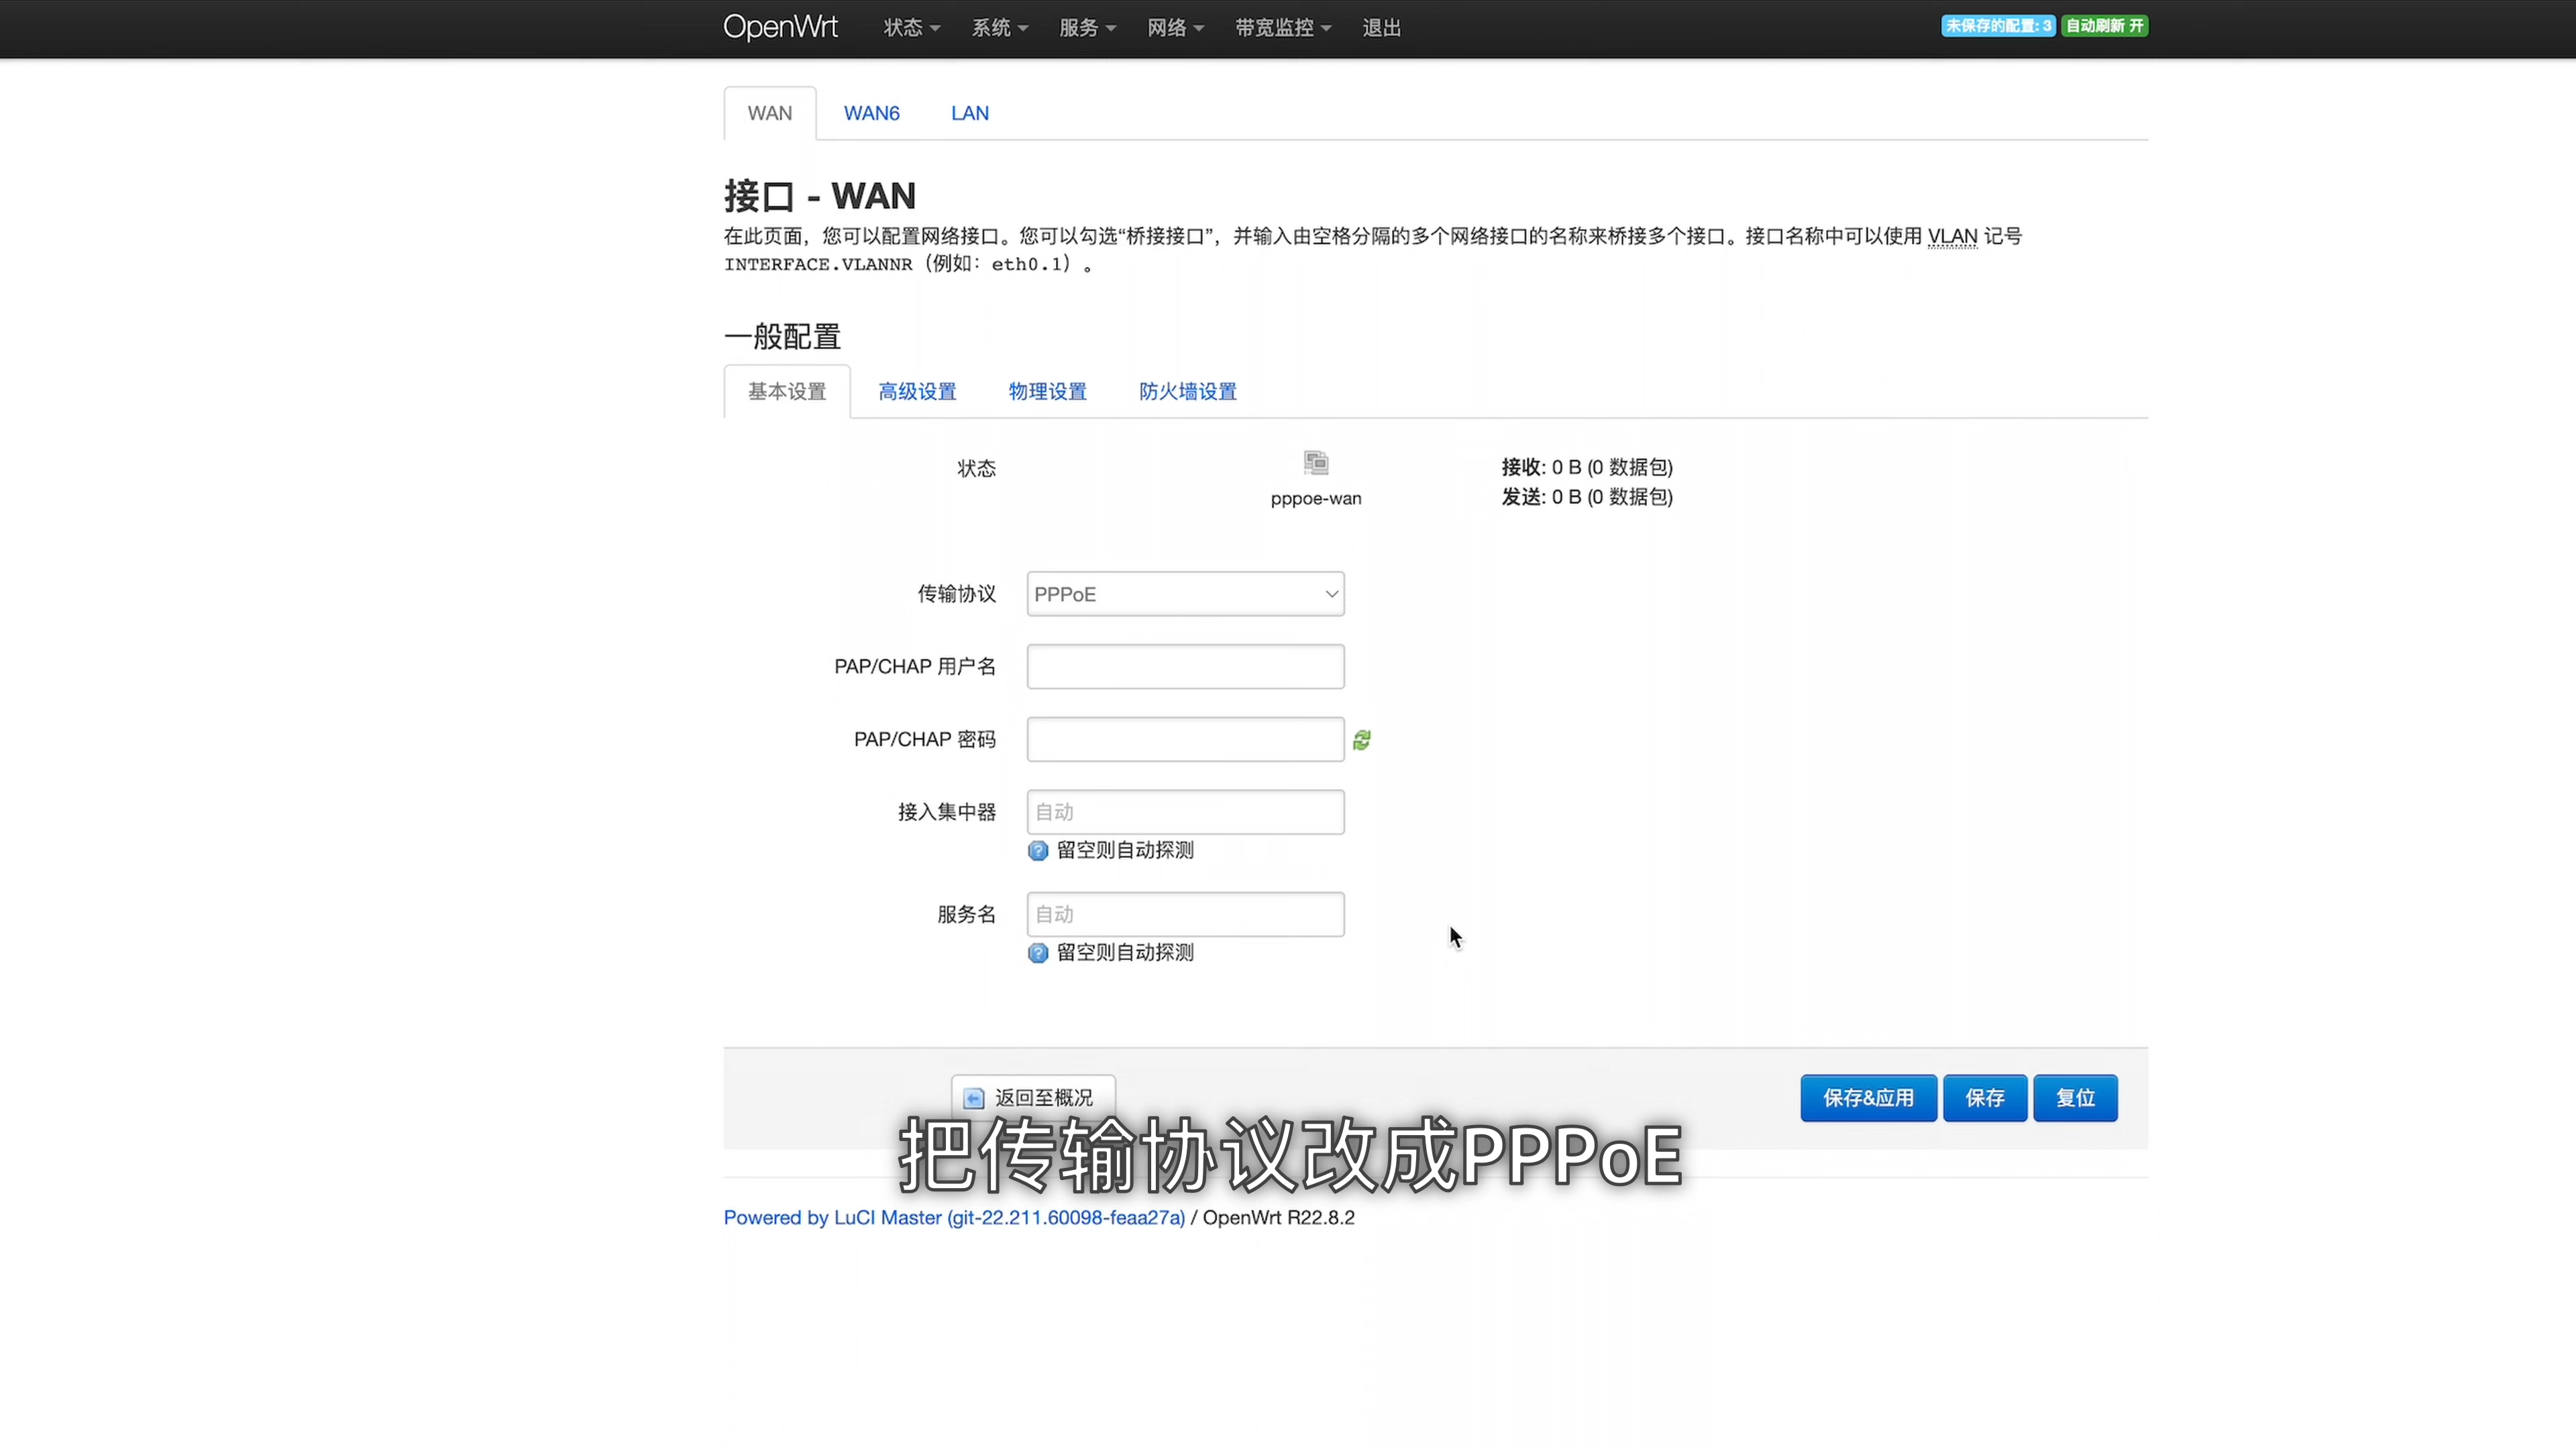 OpenWrt 状态 系统 服务 网络 带宽监控 退出 未保存的配置: 3 自动刷新 开
WAN WAN6 LAN
接口 - WAN
在此页面，您可以配置网络接口。您可以勾选“桥接接口”，并输入由空格分隔的多个网络接口的名称来桥接多个接口。接口名称中可以使用 VLAN 记号
INTERFACE.VLANNR（例如：eth0.1）。
一般配置
基本设置 高级设置 物理设置 防火墙设置
状态
pppoe-wan
接收: 0 B (0 数据包)
发送: 0 B (0 数据包)
传输协议 PPPoE
PAP/CHAP 用户名
PAP/CHAP 密码
接入集中器 自动
留空则自动探测
服务名 自动
留空则自动探测
返回至概况 保存&应用 保存 复位
把传输协议改成PPPoE
Powered by LuCI Master (git-22.211.60098-feaa27a) / OpenWrt R22.8.2